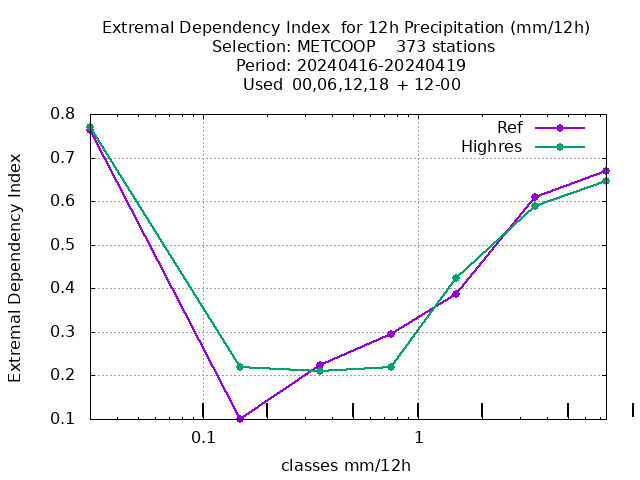 Extremal Dependency Index for 12h Precipitation (mm/12h)
Selection: METCOOP 373 stations
Period: 20240416-20240419
Used 00,06,12,18 + 12-00
Ref
Highres
Extremal Dependency Index
0.8
0.7
0.6
0.5
0.4
0.3
0.2
0.1
0.1 1
classes mm/12h